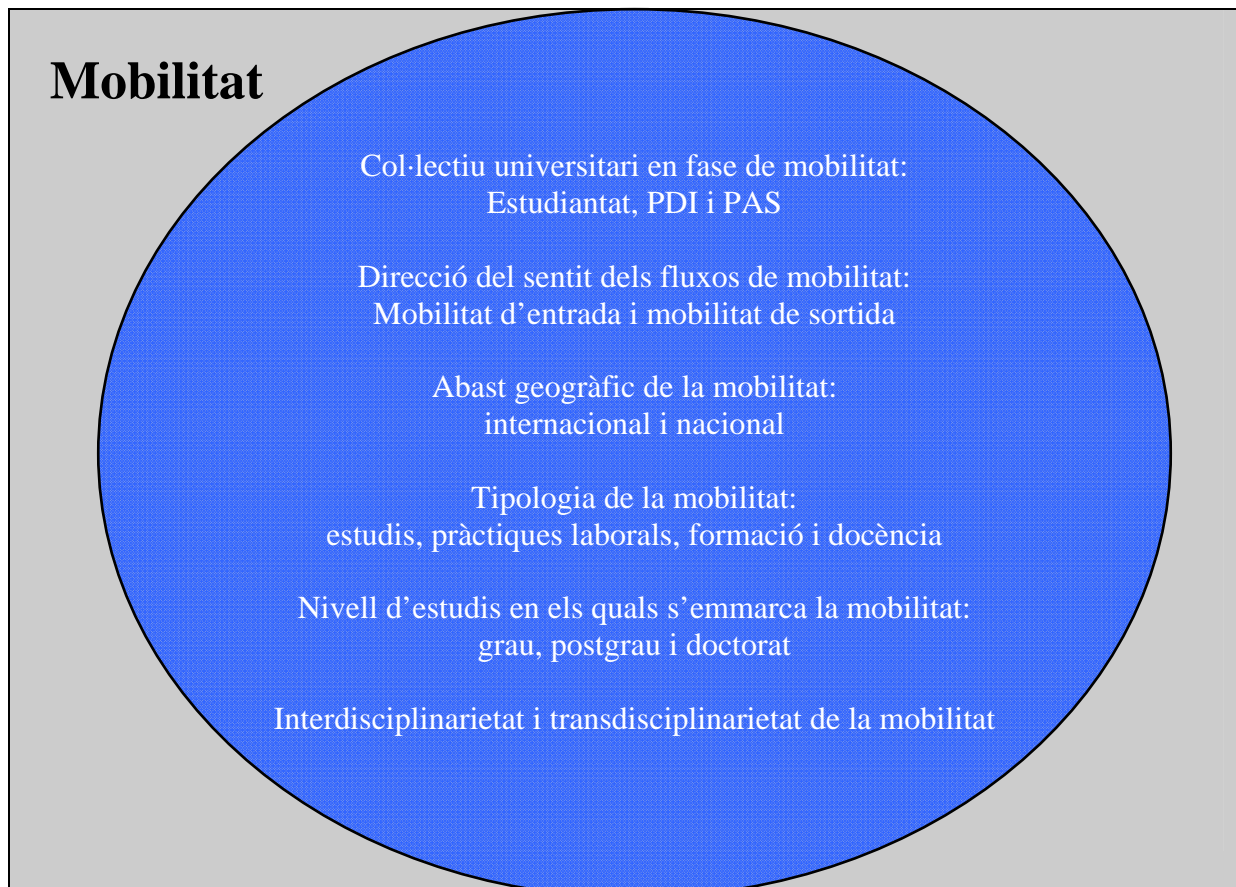 Mobilitat
Col·lectiu universitari en fase de mobilitat:
Estudiantat, PDI i PAS
Direcció del sentit dels fluxos de mobilitat:
Mobilitat d’entrada i mobilitat de sortida
Abast geogràfic de la mobilitat:
internacional i nacional
Tipologia de la mobilitat:
estudis, pràctiques laborals, formació i docència
Nivell d’estudis en els quals s’emmarca la mobilitat:
grau, postgrau i doctorat
Interdisciplinarietat i transdisciplinarietat de la mobilitat